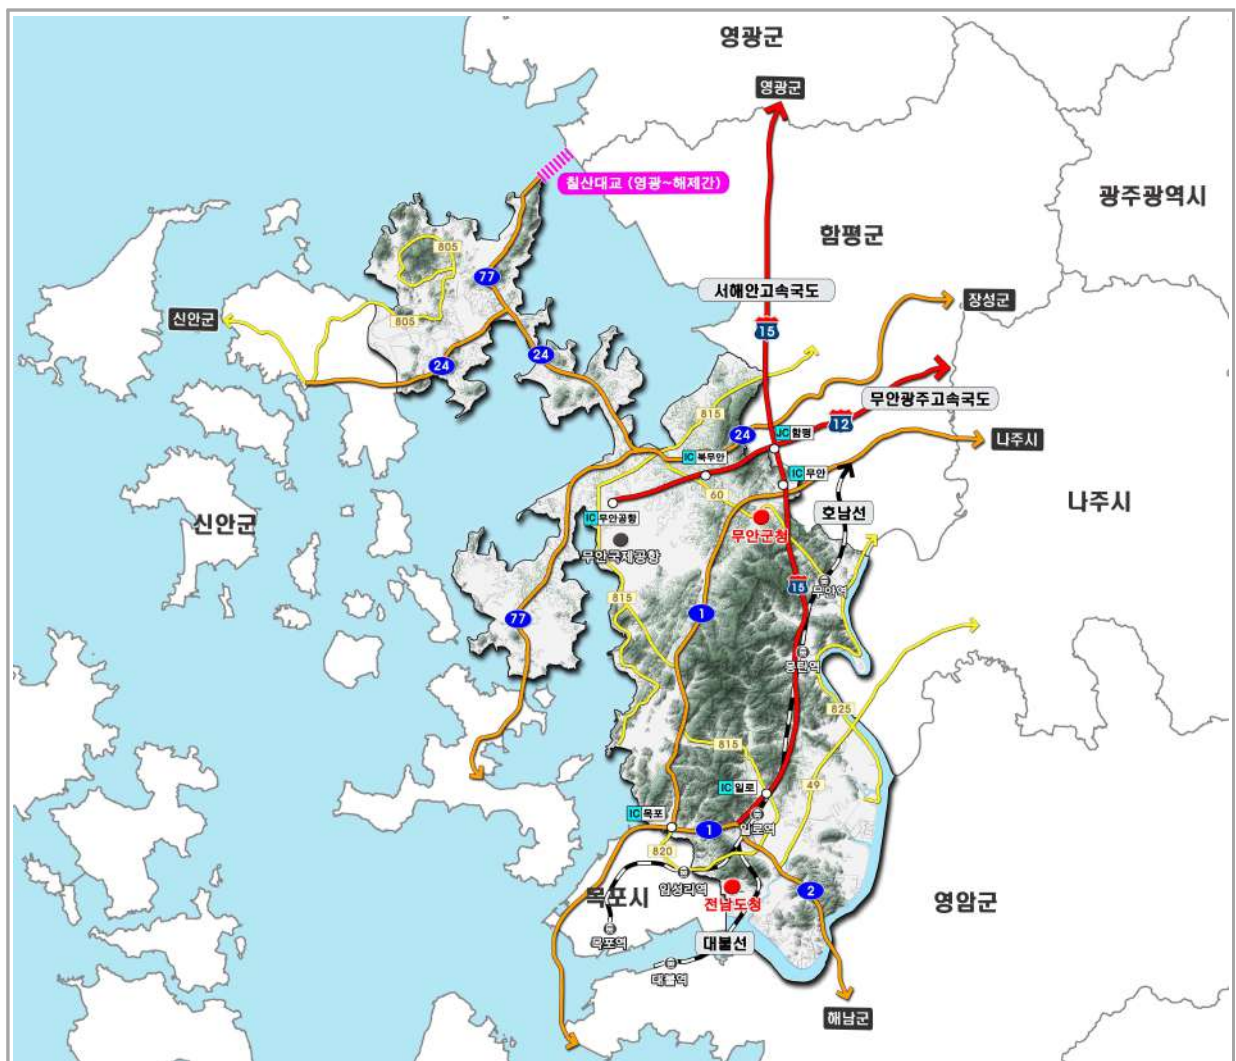 영광군
영광군
칠산대교 (영광~해제간)
광주광역시
805
함평군
77
서해안고속국도
장성군
신안군
805
15
24
24
무안광주고속국도
815
12
24
JC 함평
나주시
IC 북무안
IC 무안
60
나주시
IC 무안공항
호남선
신안군
무안군청
무안국제공항
무안역
15
815
1
77
몽탄역
825
815
49
IC 일로
IC 목포
1
일로역
820
임성리역
2
목포시
전남도청
영암군
목포역
대불선
대불역
해남군